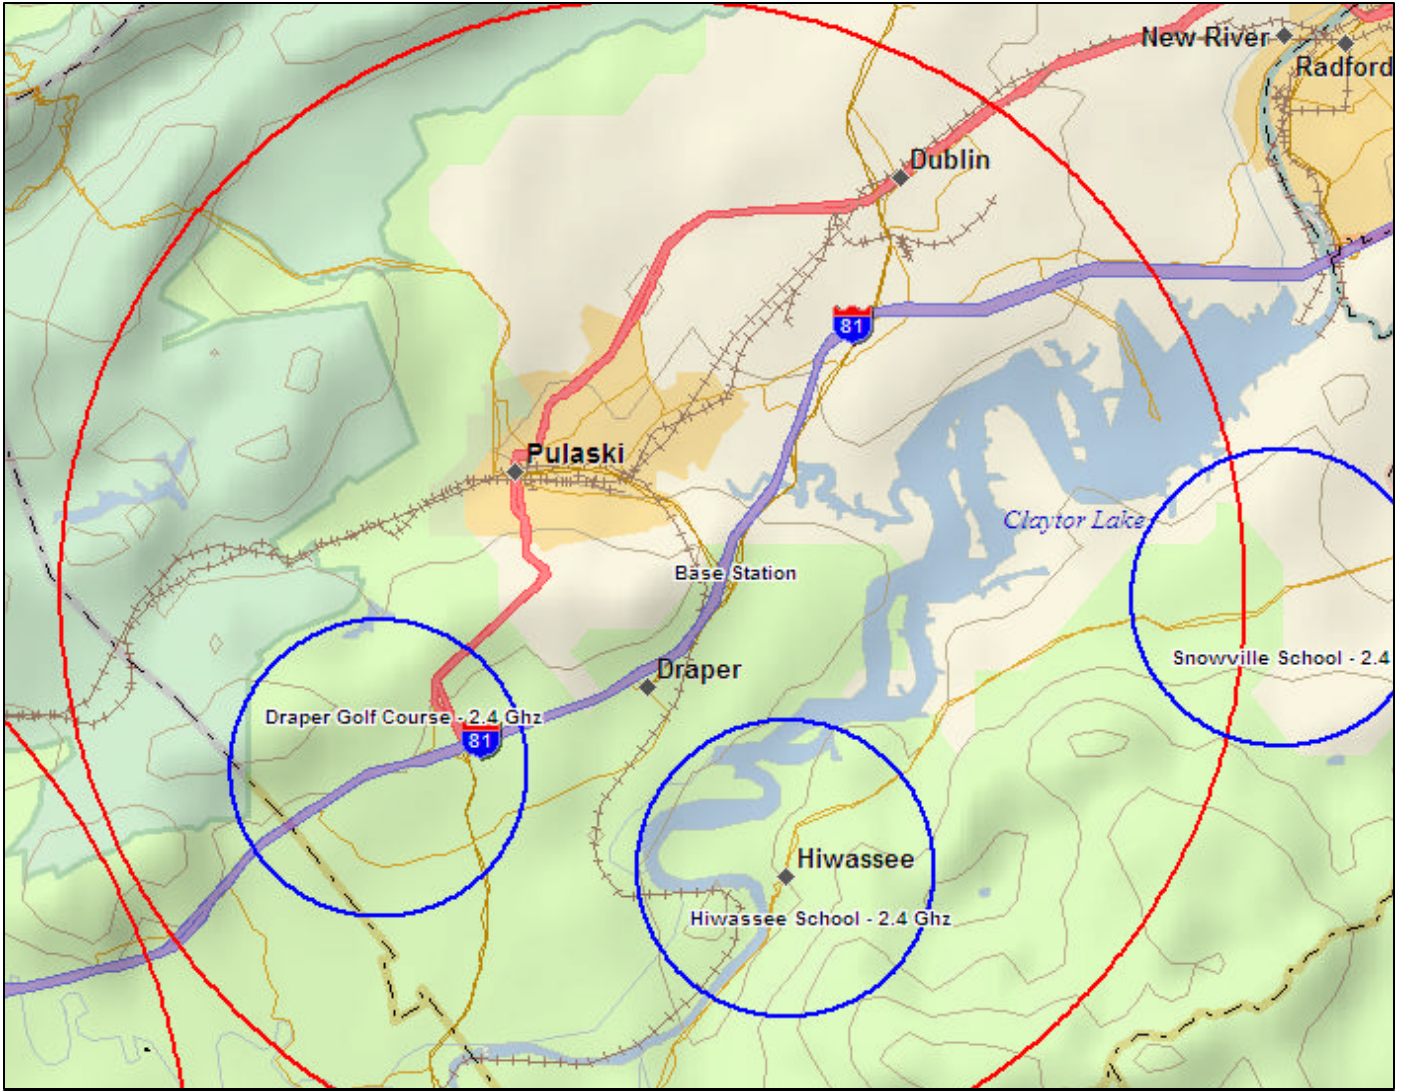 New River
Radford
Dublin
81
Pulaski
Claytor Lake
Base Station
Snowville School - 2.4
Draper
Draper Golf Course - 2.4 Ghz
81
Hiwassee
Hiwassee School - 2.4 Ghz